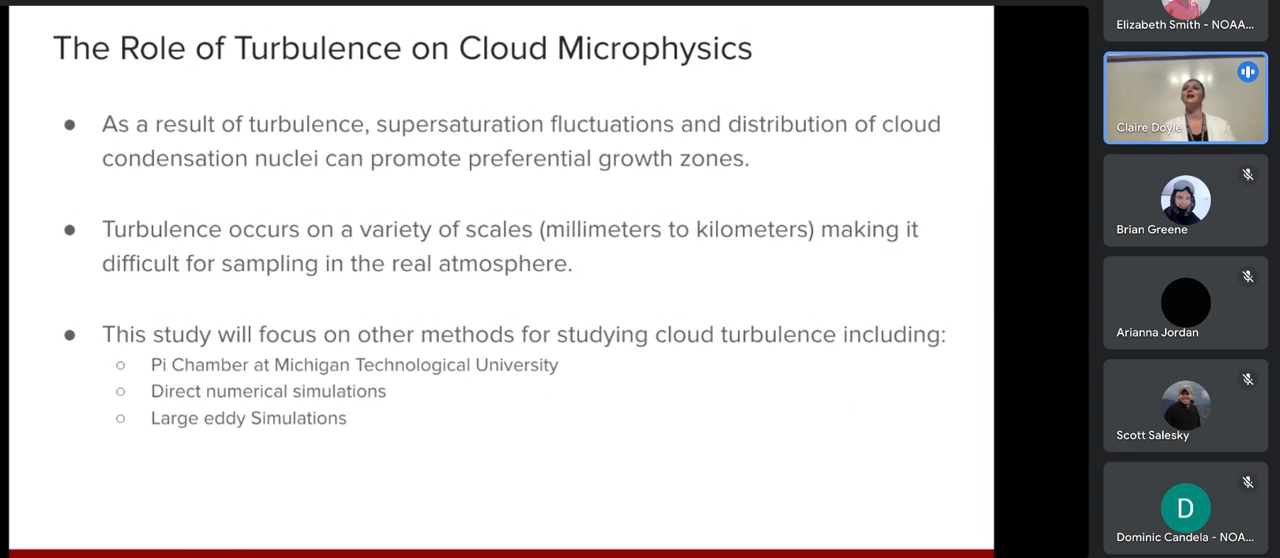 The Role of Turbulence on Cloud Microphysics
● As a result of turbulence, supersaturation fluctuations and distribution of cloud
condensation nuclei can promote preferential growth zones.
● Turbulence occurs on a variety of scales (millimeters to kilometers) making it
difficult for sampling in the real atmosphere.
● This study will focus on other methods for studying cloud turbulence including:
○ Pi Chamber at Michigan Technological University
○ Direct numerical simulations
○ Large eddy Simulations
Elizabeth Smith - NOAA...
Claire Doyle
Brian Greene
Arianna Jordan
Scott Salesky
D
Dominic Candela - NOA...